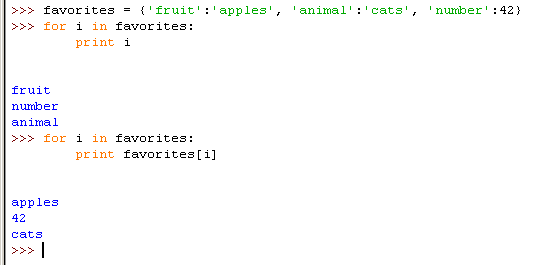 >>> favorites = {'fruit':'apples', 'animal':'cats', 'number':42}
>>> for i in favorites:
        print i
fruit
number
animal
>>> for i in favorites:
        print favorites[i]
apples
42
cats
>>>